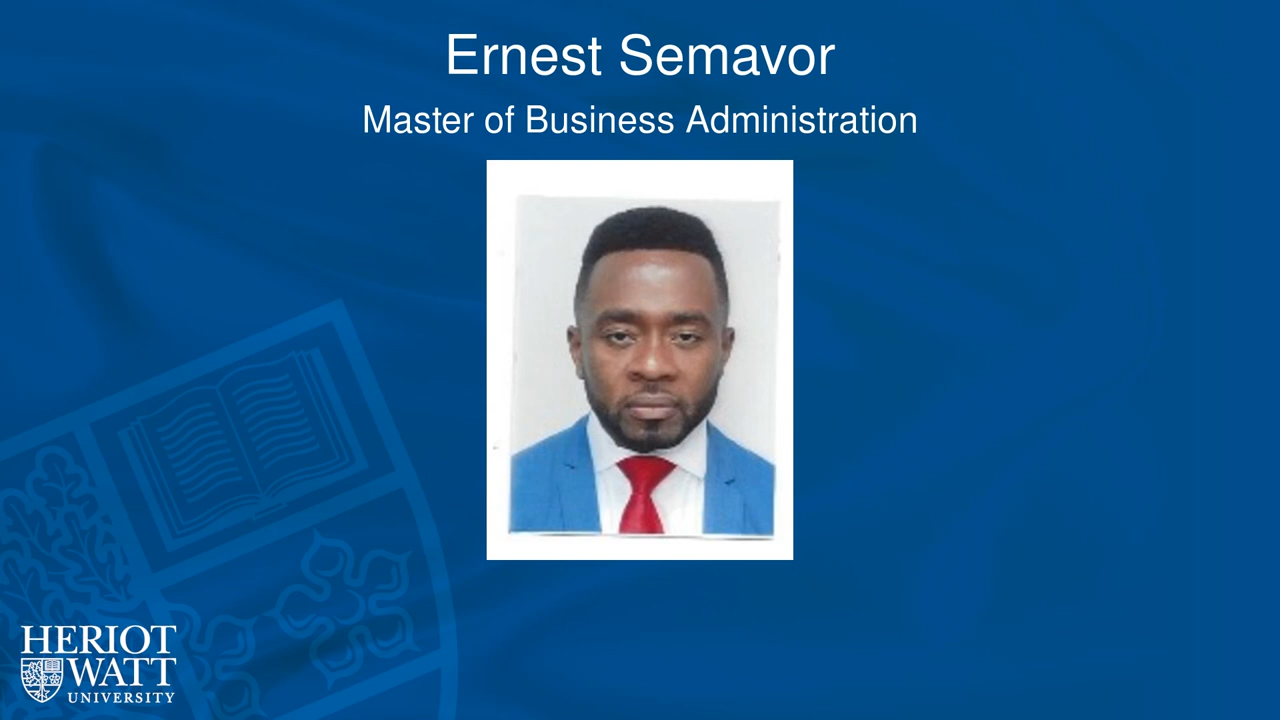 Ernest Semavor
Master of Business Administration
HERIOT
WATT
UNIVERSITY